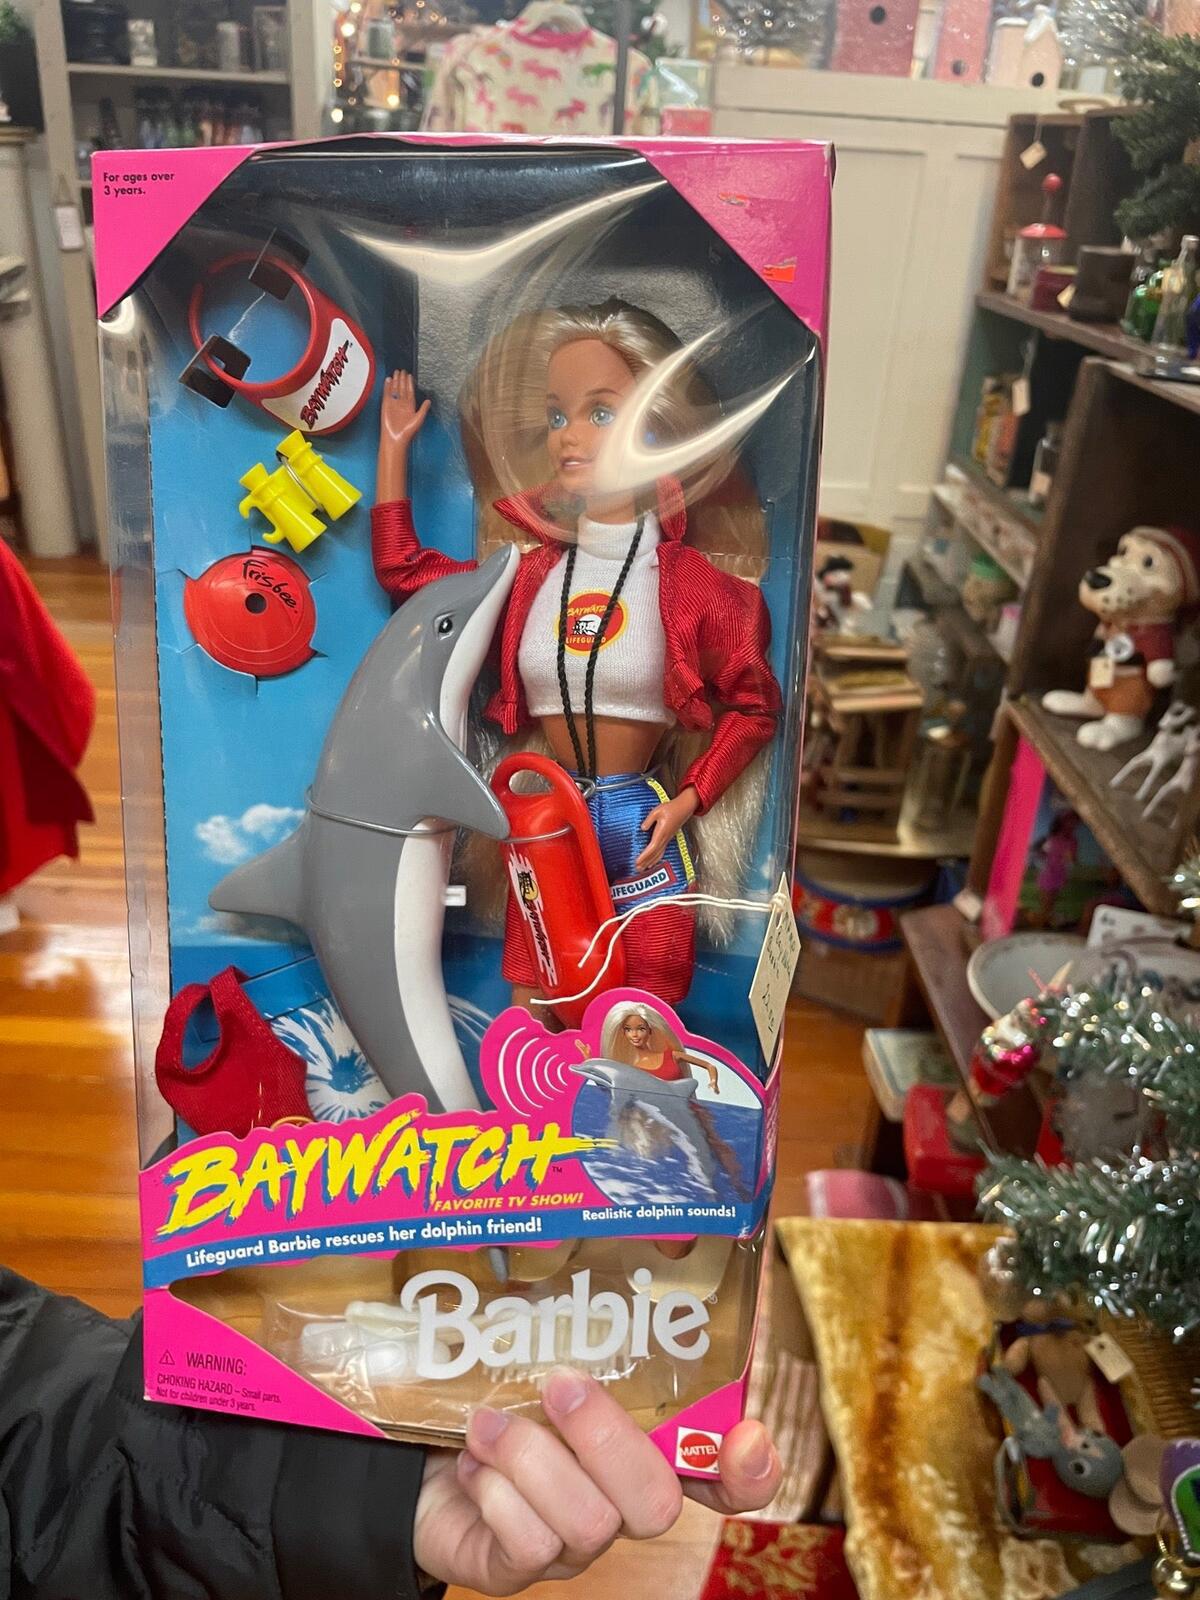 For ages over
3 years.
BAYWATCH
Frisbee
BAYWATCH
LIFEGUARD
LIFEGUARD
BAYWATCH™
FAVORITE TV SHOW!
Realistic dolphin sounds!
Lifeguard Barbie rescues her dolphin friend!
Barbie®
⚠ WARNING:
CHOKING HAZARD – Small parts.
Not for children under 3 years.
MATTEL